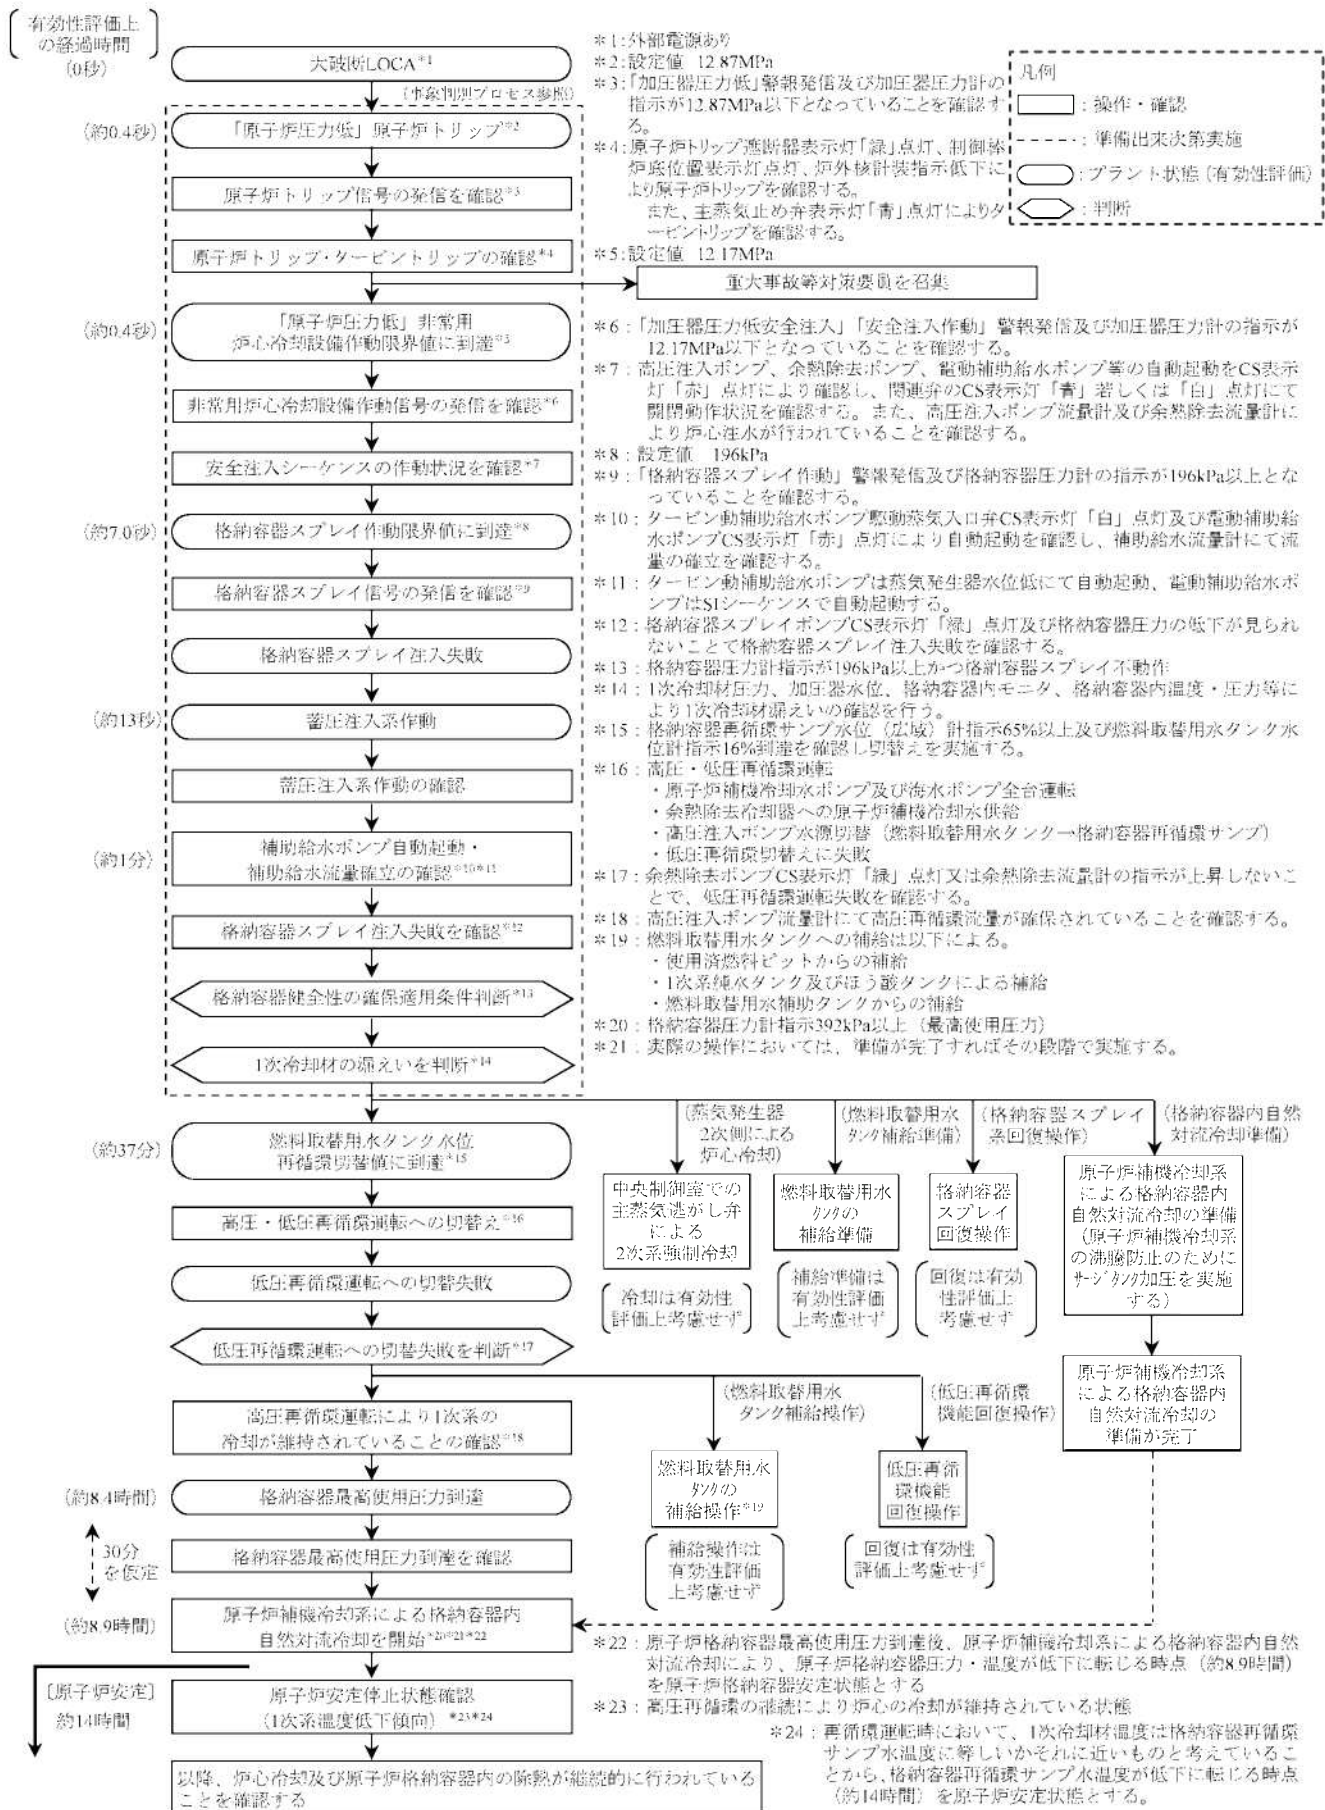 有効性評価上
の経過時間
(0秒)
大破断LOCA*1
(事象判別プロセス参照)
(約0.4秒)
「原子炉圧力低」原子炉トリップ*2
原子炉トリップ信号の発信を確認*3
原子炉トリップ・タービントリップの確認*4
重大事故等対策要員を召集
(約0.4秒)
「原子炉圧力低」非常用
炉心冷却設備作動限界値に到達*5
非常用炉心冷却設備作動信号の発信を確認*6
安全注入シーケンスの作動状況を確認*7
(約7.0秒)
格納容器スプレイ作動限界値に到達*8
格納容器スプレイ信号の発信を確認*9
格納容器スプレイ注入失敗
(約13秒)
蓄圧注入系作動
蓄圧注入系作動の確認
(約1分)
補助給水ポンプ自動起動・
補助給水流量確立の確認*10*11
格納容器スプレイ注入失敗を確認*12
格納容器健全性の確保適用条件判断*13
1次冷却材の漏えいを判断*14
*1:外部電源あり
*2:設定値 12.87MPa
*3:「加圧器圧力低」警報発信及び加圧器圧力計の
指示が12.87MPa以下となっていることを確認す
る。
*4:原子炉トリップ遮断器表示灯「緑」点灯、制御棒
炉底位置表示灯点灯、炉外核計装指示低下に
より原子炉トリップを確認する。
また、主蒸気止め弁表示灯「青」点灯によりタ
ービントリップを確認する。
*5:設定値 12.17MPa
凡例
:操作・確認
:準備出来次第実施
:プラント状態(有効性評価)
:判断
*6:「加圧器圧力低安全注入」「安全注入作動」警報発信及び加圧器圧力計の指示が
12.17MPa以下となっていることを確認する。
*7:高圧注入ポンプ、余熱除去ポンプ、電動補助給水ポンプ等の自動起動をCS表示
灯「赤」点灯により確認し、関連弁のCS表示灯「青」若しくは「白」点灯にて
開閉動作状況を確認する。また、高圧注入ポンプ流量計及び余熱除去流量計に
より炉心注水が行われていることを確認する。
*8:設定値 196kPa
*9:「格納容器スプレイ作動」警報発信及び格納容器圧力計の指示が196kPa以上とな
っていることを確認する。
*10:タービン動補助給水ポンプ駆動蒸気入口弁CS表示灯「白」点灯及び電動補助給
水ポンプCS表示灯「赤」点灯により自動起動を確認し、補助給水流量計にて流
量の確立を確認する。
*11:タービン動補助給水ポンプは蒸気発生器水位低にて自動起動、電動補助給水ポ
ンプはSIシーケンスで自動起動する。
*12:格納容器スプレイポンプCS表示灯「緑」点灯及び格納容器圧力の低下が見られ
ないことで格納容器スプレイ注入失敗を確認する。
*13:格納容器圧力計指示が196kPa以上かつ格納容器スプレイ不動作
*14:1次冷却材圧力、加圧器水位、格納容器内モニタ、格納容器内温度・圧力等に
より1次冷却材漏えいの確認を行う。
*15:格納容器再循環サンプ水位(広域)計指示65%以上及び燃料取替用水タンク水
位計指示16%到達を確認し切替えを実施する。
*16:高圧・低圧再循環運転
・原子炉補機冷却水ポンプ及び海水ポンプ全台運転
・余熱除去冷却器への原子炉補機冷却水供給
・高圧注入ポンプ水源切替(燃料取替用水タンク→格納容器再循環サンプ)
・低圧再循環切替えに失敗
*17:余熱除去ポンプCS表示灯「緑」点灯又は余熱除去流量計の指示が上昇しないこ
とで、低圧再循環運転失敗を確認する。
*18:高圧注入ポンプ流量計にて高圧再循環流量が確保されていることを確認する。
*19:燃料取替用水タンクへの補給は以下による。
・使用済燃料ピットからの補給
・1次系純水タンク及びほう酸タンクによる補給
・燃料取替用水補助タンクからの補給
*20:格納容器圧力計指示392kPa以上(最高使用圧力)
*21:実際の操作においては、準備が完了すればその段階で実施する。
(約37分)
燃料取替用水タンク水位
再循環切替値に到達*15
高圧・低圧再循環運転への切替え*16
低圧再循環運転への切替失敗
低圧再循環運転への切替失敗を判断*17
(蒸気発生器
2次側による
炉心冷却)
中央制御室での
主蒸気逃がし弁
による
2次系強制冷却
冷却は有効性
評価上考慮せず
(燃料取替用水
タンク補給準備)
燃料取替用水
タンクの
補給準備
補給準備は
有効性評価
上考慮せず
(格納容器スプレイ
系回復操作)
格納容器
スプレイ
回復操作
回復は有効
性評価上
考慮せず
(格納容器内自然
対流冷却準備)
原子炉補機冷却系
による格納容器内
自然対流冷却の準備
(原子炉補機冷却系
の沸騰防止のために
サージタンク加圧を実施
する)
原子炉補機冷却系
による格納容器内
自然対流冷却の
準備が完了
高圧再循環運転により1次系の
冷却が維持されていることの確認*18
(燃料取替用水
タンク補給操作)
燃料取替用水
タンクの
補給操作*19
補給操作は
有効性評価
上考慮せず
(低圧再循環
機能回復操作)
低圧再循
環機能
回復操作
回復は有効性
評価上考慮せず
(約8.4時間)
格納容器最高使用圧力到達
30分
を仮定
格納容器最高使用圧力到達を確認
(約8.9時間)
原子炉補機冷却系による格納容器内
自然対流冷却を開始*20*21*22
[原子炉安定]
約14時間
原子炉安定停止状態確認
(1次系温度低下傾向)*23*24
以降、炉心冷却及び原子炉格納容器内の除熱が継続的に行われている
ことを確認する
*22:原子炉格納容器最高使用圧力到達後、原子炉補機冷却系による格納容器内自然
対流冷却により、原子炉格納容器圧力・温度が低下に転じる時点(約8.9時間)
を原子炉格納容器安定状態とする
*23:高圧再循環の継続により炉心の冷却が維持されている状態
*24:再循環運転時において、1次冷却材温度は格納容器再循環
サンプ水温度に等しいかそれに近いものと考えているこ
とから、格納容器再循環サンプ水温度が低下に転じる時点
(約14時間)を原子炉安定状態とする。